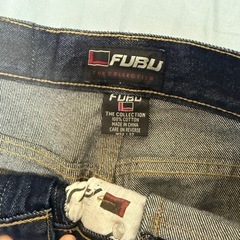 FUBU
THE COLLECTION
FUBU
THE COLLECTION
100% COTTON
MADE IN CHINA
CARE ON REVERSE